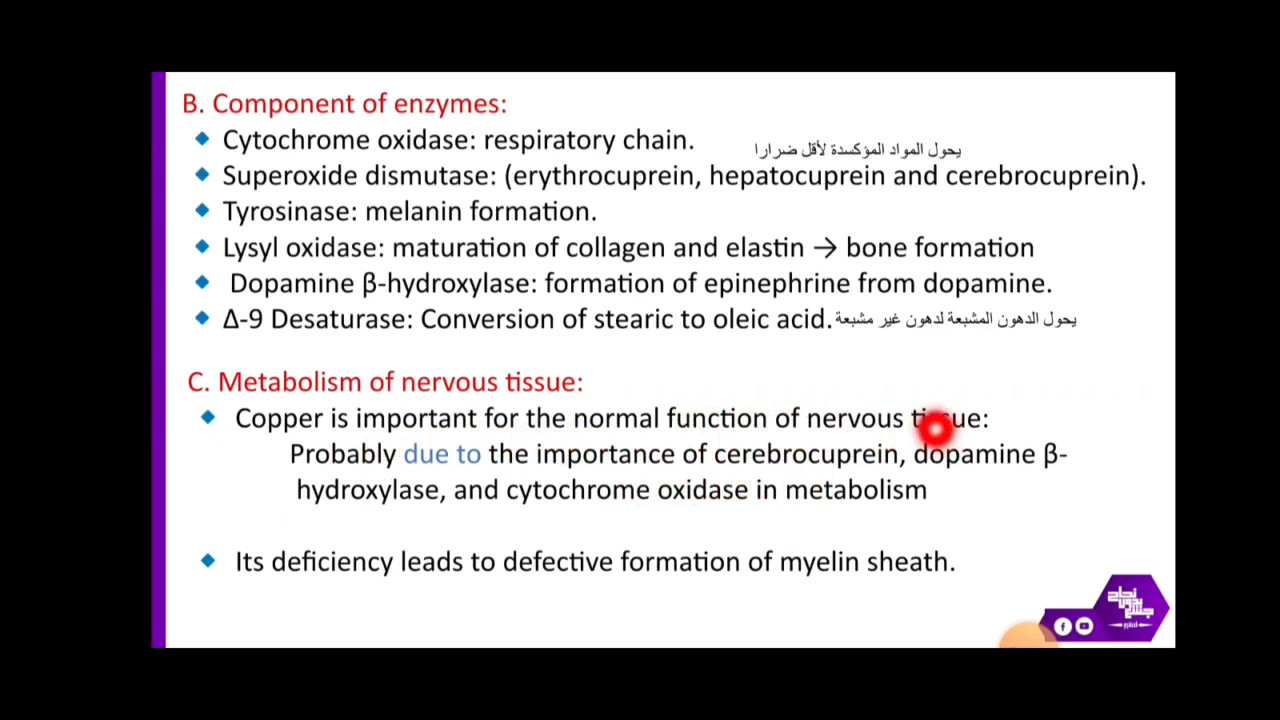 B. Component of enzymes:
Cytochrome oxidase: respiratory chain.
يحول المواد المؤكسدة لأقل ضرارا
Superoxide dismutase: (erythrocuprein, hepatocuprein and cerebrocuprein).
Tyrosinase: melanin formation.
Lysyl oxidase: maturation of collagen and elastin → bone formation
Dopamine β-hydroxylase: formation of epinephrine from dopamine.
Δ-9 Desaturase: Conversion of stearic to oleic acid. يحول الدهون المشبعة لدهون غير مشبعة
C. Metabolism of nervous tissue:
Copper is important for the normal function of nervous tissue:
Probably due to the importance of cerebrocuprein, dopamine β-
hydroxylase, and cytochrome oxidase in metabolism
Its deficiency leads to defective formation of myelin sheath.